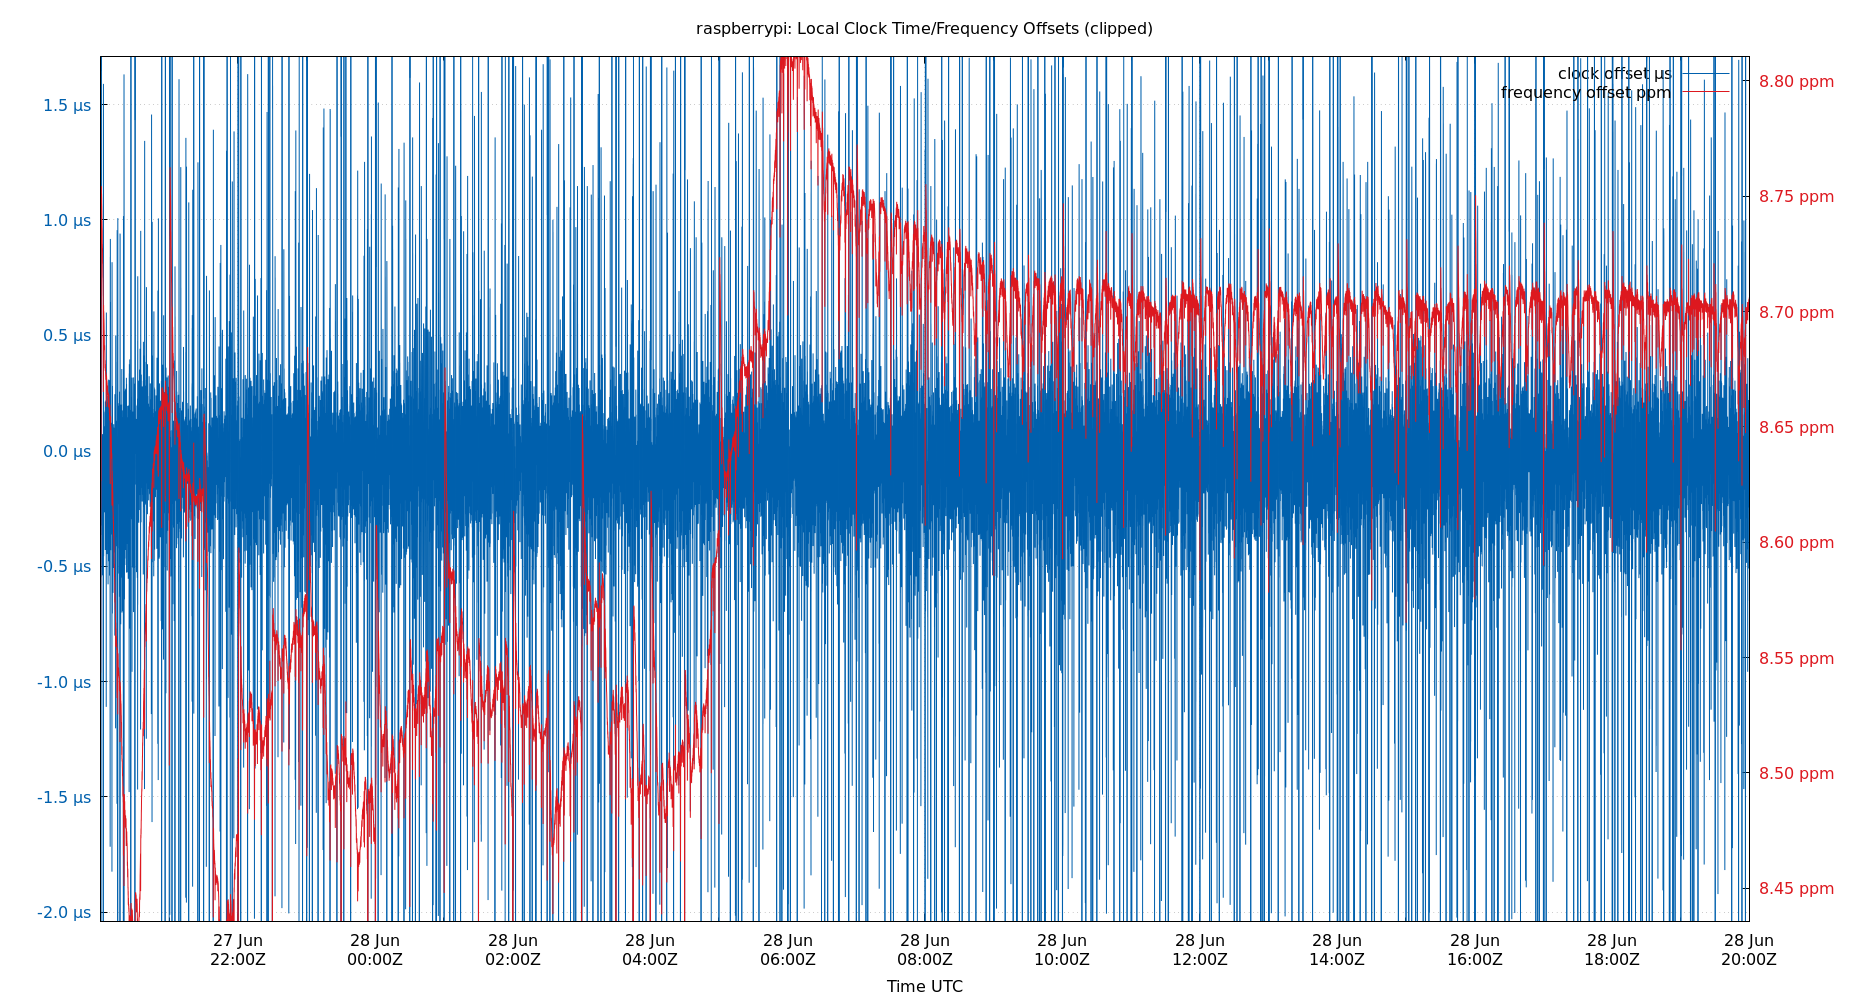 raspberrypi: Local Clock Time/Frequency Offsets (clipped)
clock offset µs
frequency offset ppm
1.5 µs
1.0 µs
0.5 µs
0.0 µs
-0.5 µs
-1.0 µs
-1.5 µs
-2.0 µs
8.80 ppm
8.75 ppm
8.70 ppm
8.65 ppm
8.60 ppm
8.55 ppm
8.50 ppm
8.45 ppm
27 Jun
22:00Z
28 Jun
00:00Z
28 Jun
02:00Z
28 Jun
04:00Z
28 Jun
06:00Z
28 Jun
08:00Z
28 Jun
10:00Z
28 Jun
12:00Z
28 Jun
14:00Z
28 Jun
16:00Z
28 Jun
18:00Z
28 Jun
20:00Z
Time UTC